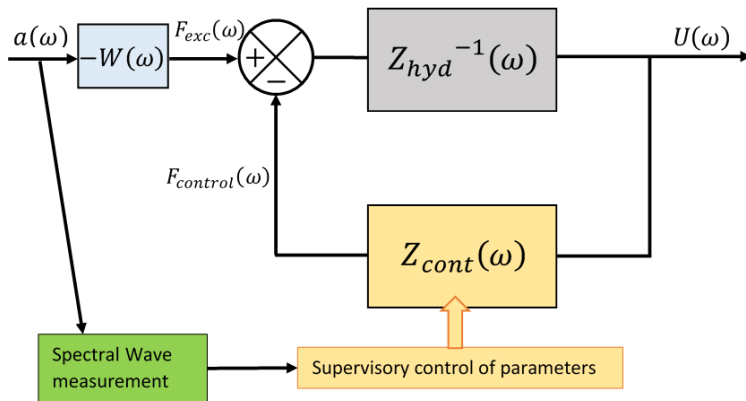 a(ω)
−W(ω)
F_exc(ω)
+
−
Z_hyd^−1(ω)
U(ω)
F_control(ω)
Z_cont(ω)
Spectral Wave
measurement
Supervisory control of parameters